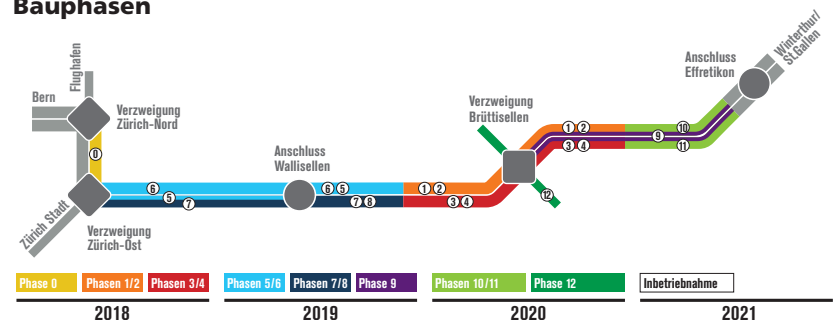 Bauphasen
Flughafen
Bern
Verzweigung
Zürich-Nord
0
Zürich Stadt
Verzweigung
Zürich-Ost
6
5
7
Anschluss
Wallisellen
6 5
7 8
1 2
3 4
Verzweigung
Brüttisellen
12
1 2
3 4
9
10
11
Anschluss
Effretikon
Winterthur/
St.Gallen
Phase 0 Phasen 1/2 Phasen 3/4 Phasen 5/6 Phasen 7/8 Phase 9 Phasen 10/11 Phase 12 Inbetriebnahme
2018 2019 2020 2021